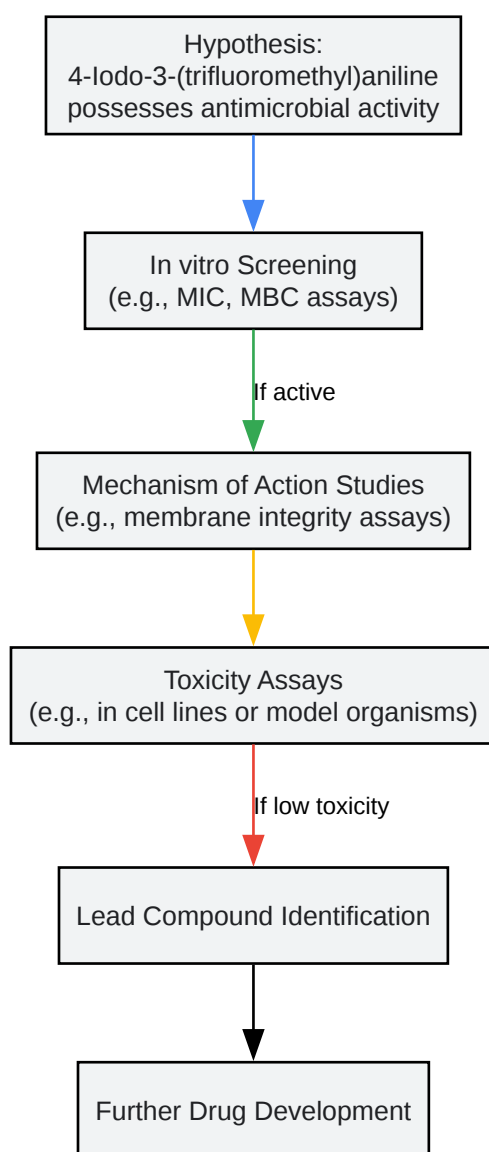 Hypothesis:
4-Iodo-3-(trifluoromethyl)aniline
possesses antimicrobial activity
In vitro Screening
(e.g., MIC, MBC assays)
If active
Mechanism of Action Studies
(e.g., membrane integrity assays)
Toxicity Assays
(e.g., in cell lines or model organisms)
If low toxicity
Lead Compound Identification
Further Drug Development